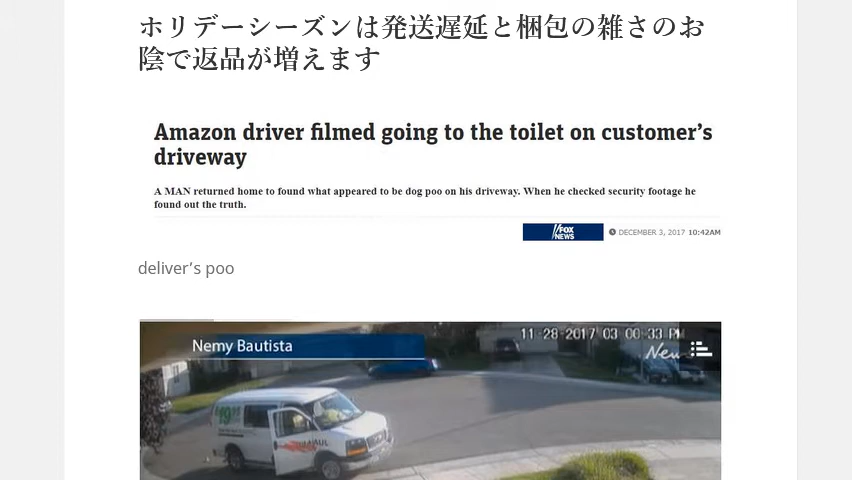 ホリデーシーズンは発送遅延と梱包の雑さのお
陰で返品が増えます
Amazon driver filmed going to the toilet on customer’s
driveway
A MAN returned home to found what appeared to be dog poo on his driveway. When he checked security footage he
found out the truth.
FOX
NEWS
DECEMBER 3, 2017 10:42AM
deliver’s poo
11-28-2017 03 00:33 PM
Nemy Bautista
$19.95